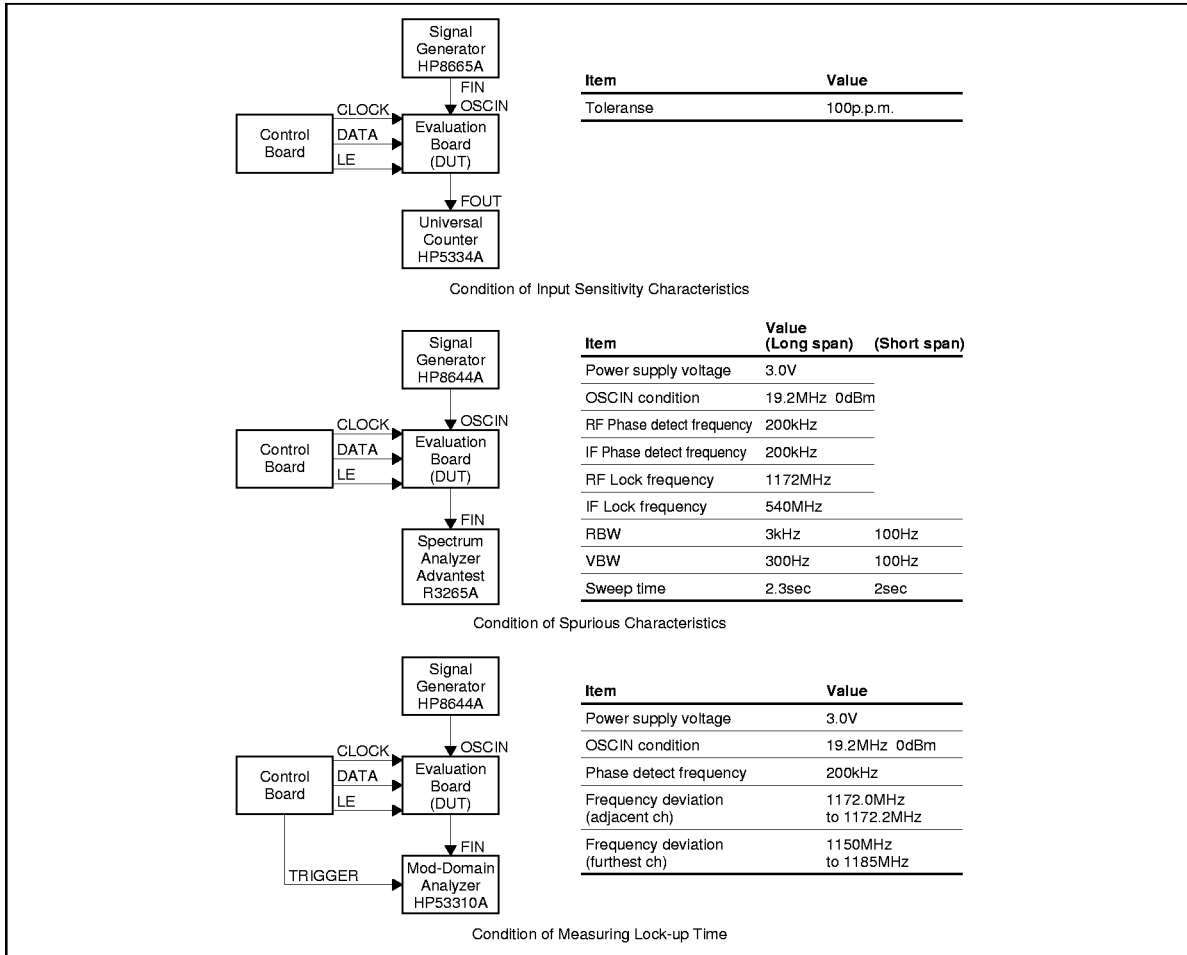 Signal
Generator
HP8665A
FIN
OSCIN
CLOCK
DATA
LE
Control
Board
Evaluation
Board
(DUT)
FOUT
Universal
Counter
HP5334A
Item Value
Toleranse 100p.p.m.
Condition of Input Sensitivity Characteristics
Signal
Generator
HP8644A
OSCIN
CLOCK
DATA
LE
Control
Board
Evaluation
Board
(DUT)
FIN
Spectrum
Analyzer
Advantest
R3265A
Value
Item (Long span) (Short span)
Power supply voltage 3.0V
OSCIN condition 19.2MHz 0dBm
RF Phase detect frequency 200kHz
IF Phase detect frequency 200kHz
RF Lock frequency 1172MHz
IF Lock frequency 540MHz
RBW 3kHz 100Hz
VBW 300Hz 100Hz
Sweep time 2.3sec 2sec
Condition of Spurious Characteristics
Signal
Generator
HP8644A
OSCIN
CLOCK
DATA
LE
Control
Board
Evaluation
Board
(DUT)
FIN
TRIGGER
Mod-Domain
Analyzer
HP53310A
Item Value
Power supply voltage 3.0V
OSCIN condition 19.2MHz 0dBm
Phase detect frequency 200kHz
Frequency deviation 1172.0MHz
(adjacent ch) to 1172.2MHz
Frequency deviation 1150MHz
(furthest ch) to 1185MHz
Condition of Measuring Lock-up Time